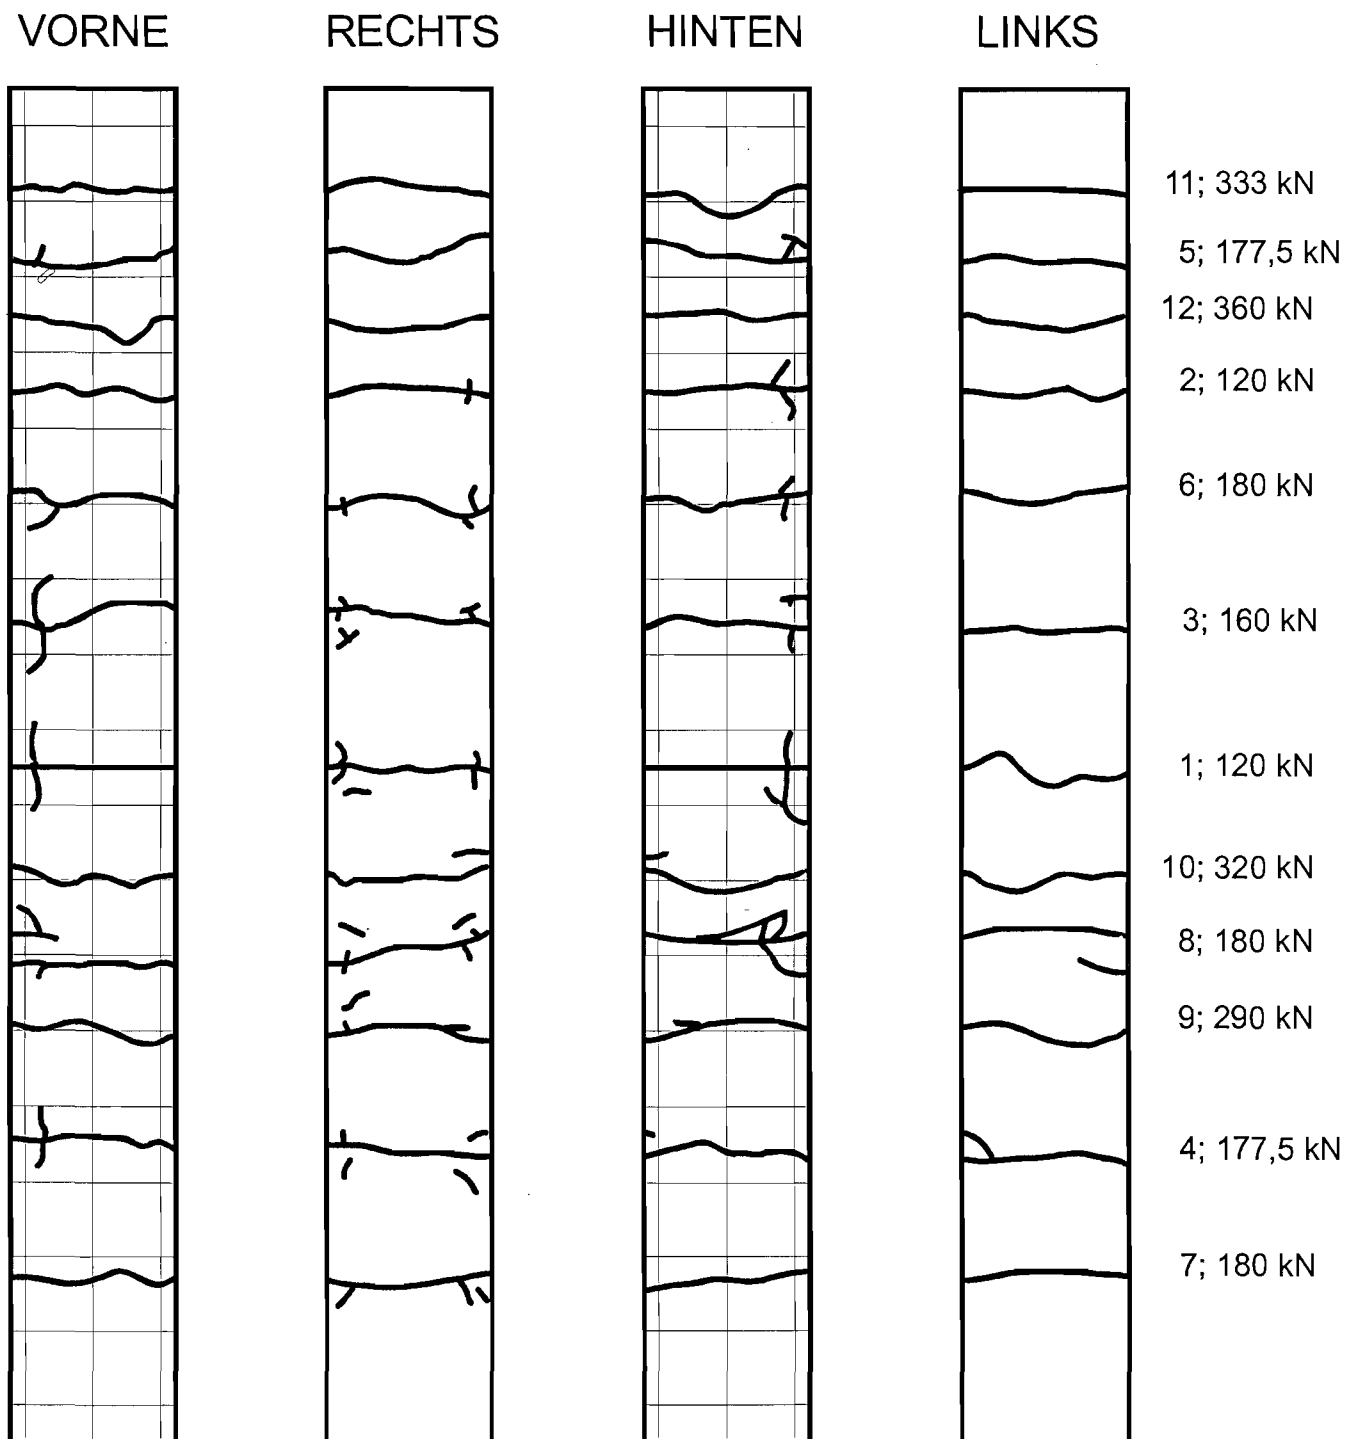 VORNE RECHTS HINTEN LINKS
11; 333 kN
5; 177,5 kN
12; 360 kN
2; 120 kN
6; 180 kN
3; 160 kN
1; 120 kN
10; 320 kN
8; 180 kN
9; 290 kN
4; 177,5 kN
7; 180 kN